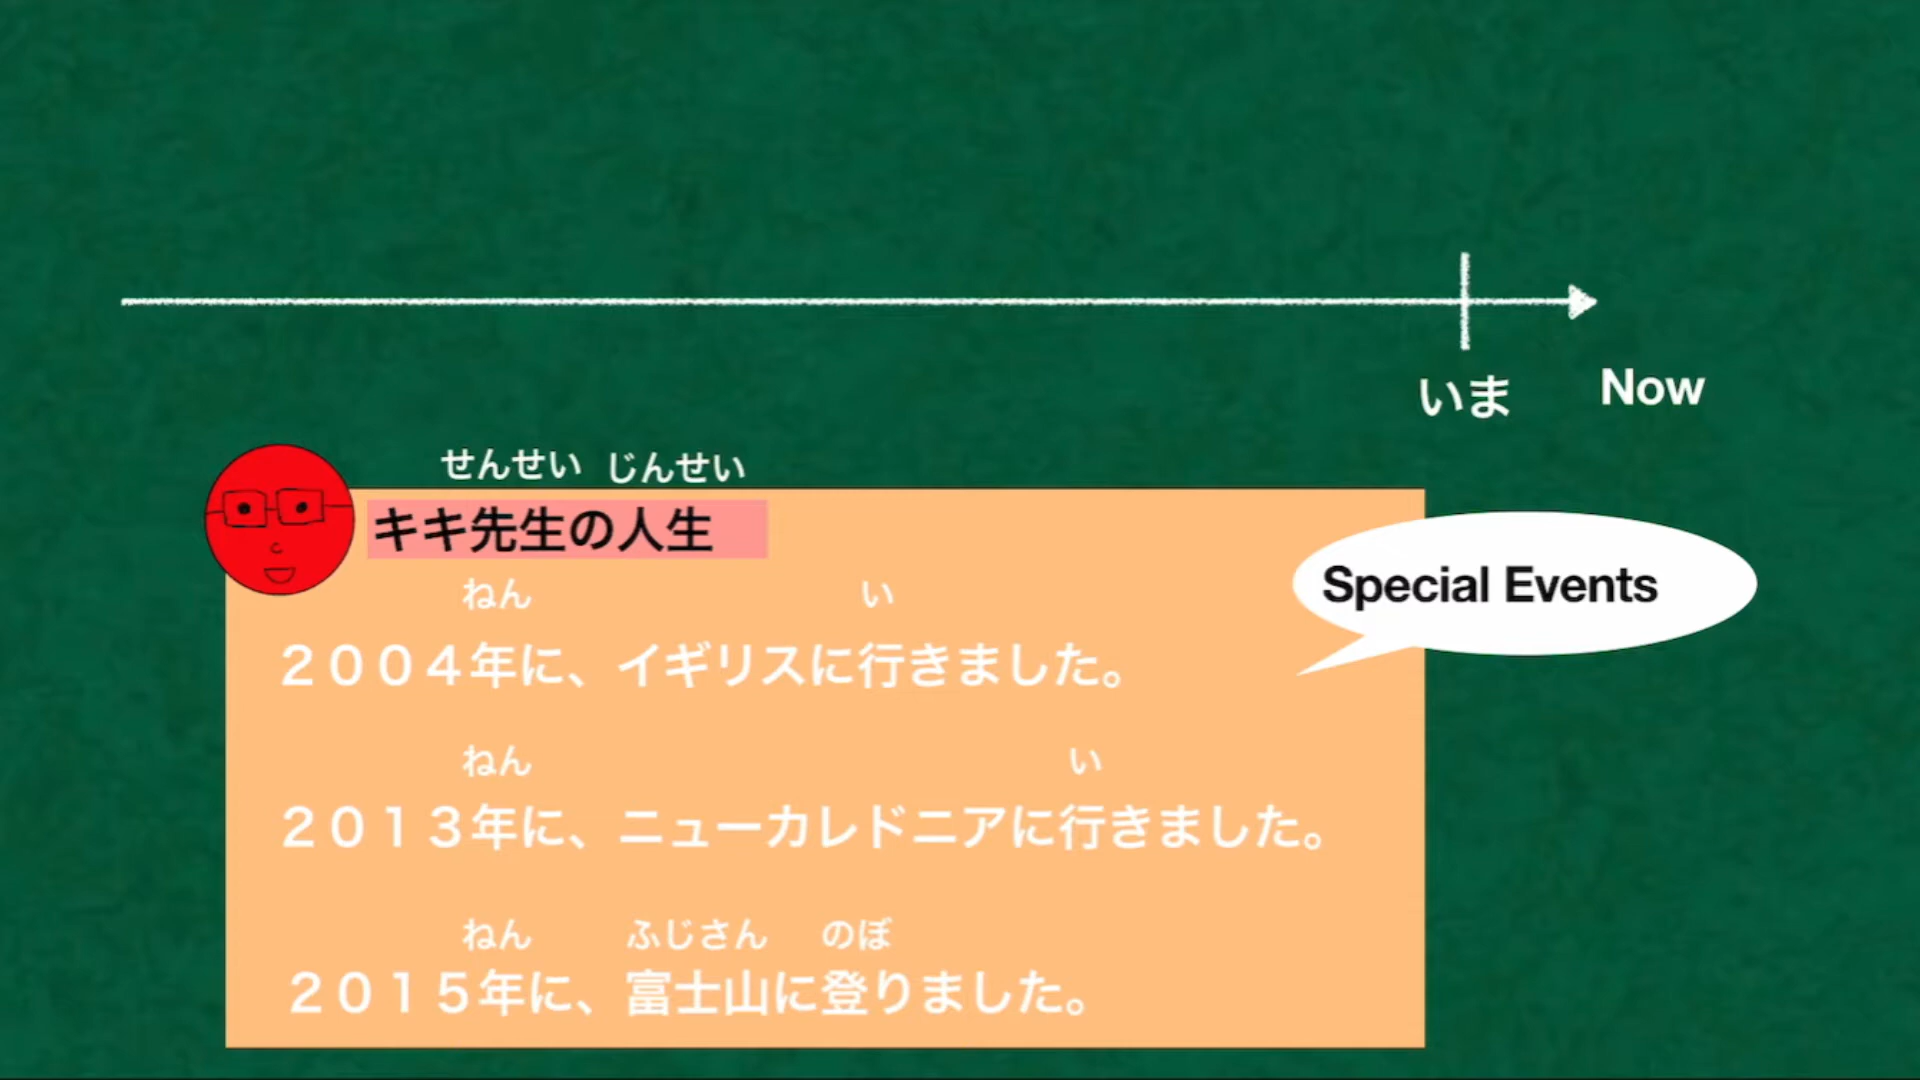 いま Now
せんせい じんせい
キキ先生の人生
Special Events
ねん い
２００４年に、イギリスに行きました。
ねん い
２０１３年に、ニューカレドニアに行きました。
ねん ふじさん のぼ
２０１５年に、富士山に登りました。